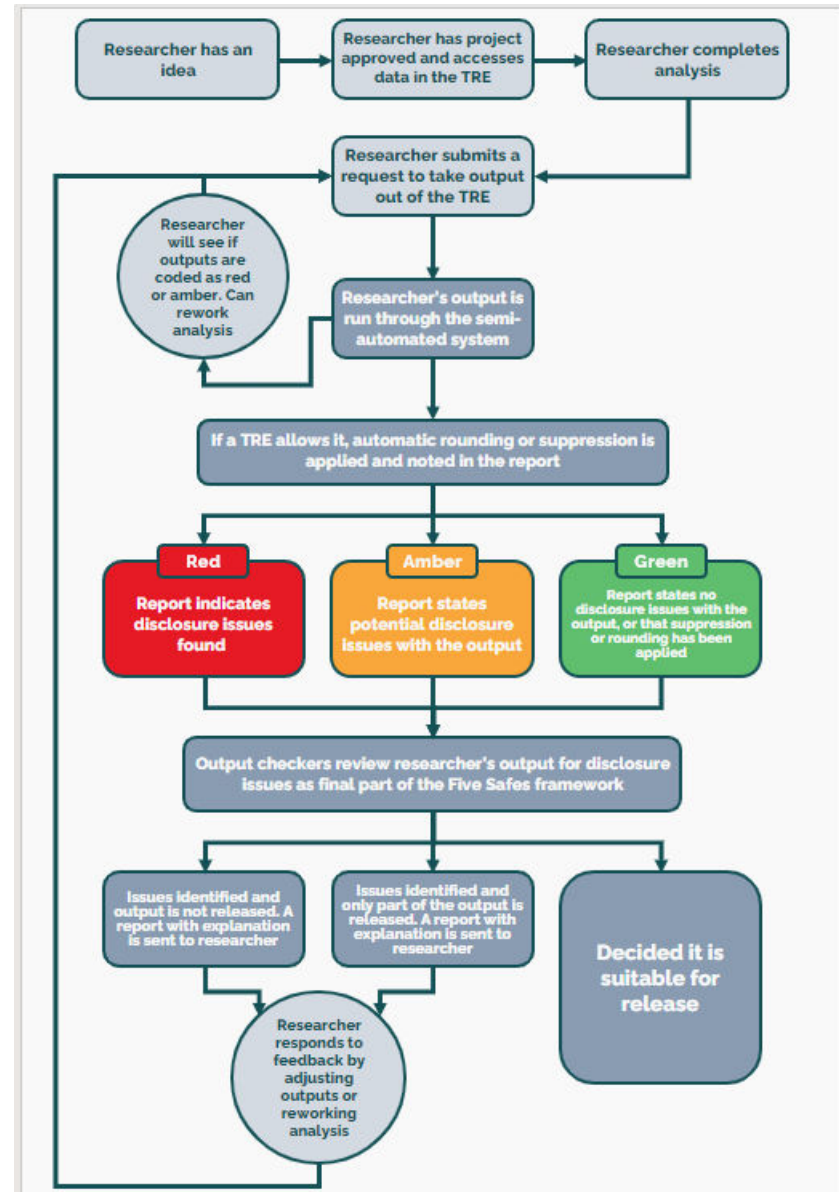 Researcher has an
idea
Researcher has project
approved and accesses
data in the TRE
Researcher completes
analysis
Researcher submits a
request to take output
out of the TRE
Researcher
will see if
outputs are
coded as red
or amber. Can
rework
analysis
Researcher's output is
run through the semi-
automated system
If a TRE allows it, automatic rounding or suppression is
applied and noted in the report
Red
Report indicates
disclosure issues
found
Amber
Report states
potential disclosure
issues with the output
Green
Report states no
disclosure issues with the
output, or that suppression
or rounding has been
applied
Output checkers review researcher's output for disclosure
issues as final part of the Five Safes framework
Issues identified and
output is not released. A
report with explanation
is sent to researcher
Issues identified and
only part of the output is
released. A report with
explanation is sent to
researcher
Decided it is
suitable for
release
Researcher
responds to
feedback by
adjusting
outputs or
reworking
analysis